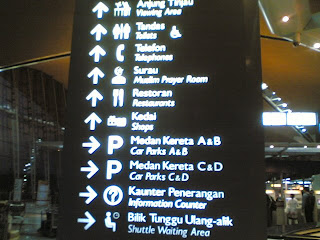 Anjung Tinjau
Viewing Area
Tandas
Toilets
Telefon
Telephones
Surau
Muslim Prayer Room
Restoran
Restaurants
Kedai
Shops
P Medan Kereta A&B
Car Parks A&B
P Medan Kereta C&D
Car Parks C&D
? Kaunter Penerangan
Information Counter
Bilik Tunggu Ulang-alik
Shuttle Waiting Area